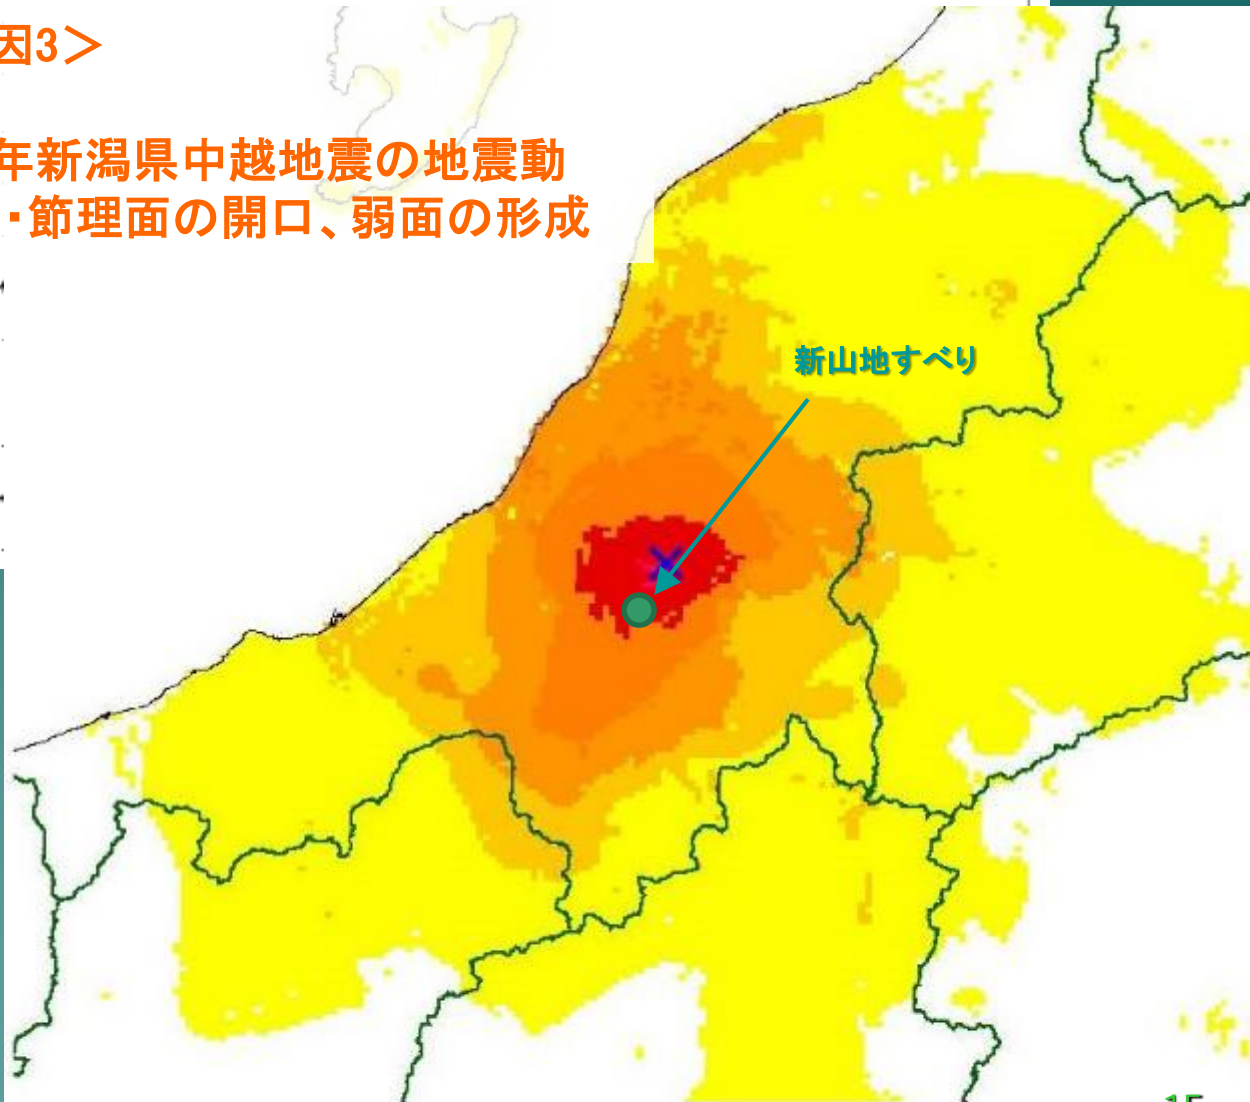 因3＞
年新潟県中越地震の地震動
・節理面の開口、弱面の形成
新山地すべり